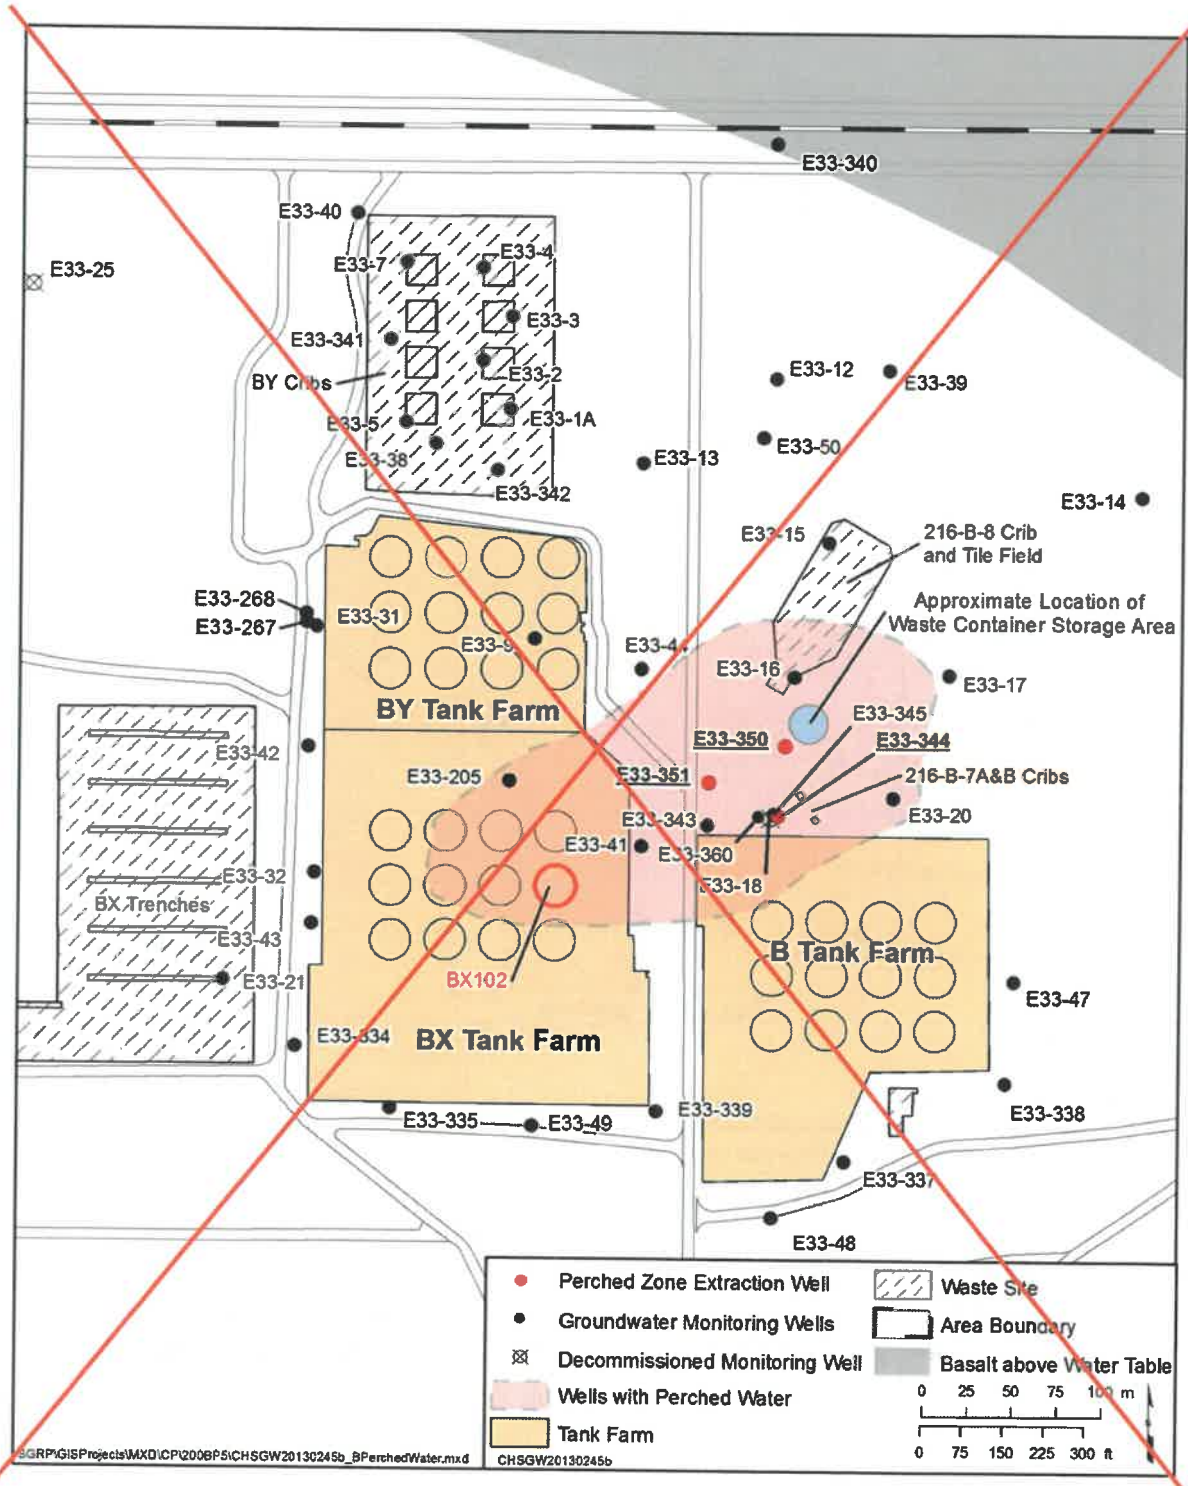 E33-340
E33-40
E33-25
E33-7
E33-4
E33-3
E33-341
E33-2
BY Cribs
E33-12
E33-39
E33-1A
E33-5
E33-50
E33-38
E33-13
E33-342
E33-14
E33-15
216-B-8 Crib
and Tile Field
E33-268
E33-267
E33-31
Approximate Location of
Waste Container Storage Area
E33-9
E33-16
E33-17
BY Tank Farm
E33-345
E33-350
E33-344
E33-42
E33-205
E33-351
216-B-7A&B Cribs
E33-343
E33-20
E33-41
E33-360
E33-32
E33-18
BX Trenches
E33-43
B Tank Farm
E33-21
BX102
E33-47
E33-334
BX Tank Farm
E33-335
E33-49
E33-339
E33-338
E33-337
E33-48
Perched Zone Extraction Well
Waste Site
Groundwater Monitoring Wells
Area Boundary
Decommissioned Monitoring Well
Basalt above Water Table
Wells with Perched Water
0 25 50 75 100 m
Tank Farm
0 75 150 225 300 ft
CHSGW20130245b